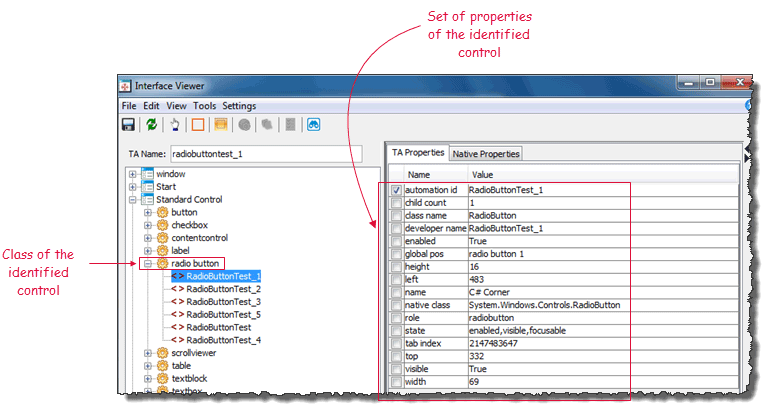 Set of properties
of the identified
control
Interface Viewer
File Edit View Tools Settings
TA Name: radiobuttontest_1
window
Start
Standard Control
button
checkbox
contentcontrol
label
Class of the
identified
control
radio button
<> RadioButtonTest_1
<> RadioButtonTest_2
<> RadioButtonTest_3
<> RadioButtonTest_5
<> RadioButtonTest
<> RadioButtonTest_4
scrollviewer
table
textblock
textbox
TA Properties Native Properties
Name Value
automation id RadioButtonTest_1
child count 1
class name RadioButton
developer name RadioButtonTest_1
enabled True
global pos radio button 1
height 16
left 483
name C# Corner
native class System.Windows.Controls.RadioButton
role radiobutton
state enabled,visible,focusable
tab index 2147483647
top 332
visible True
width 69